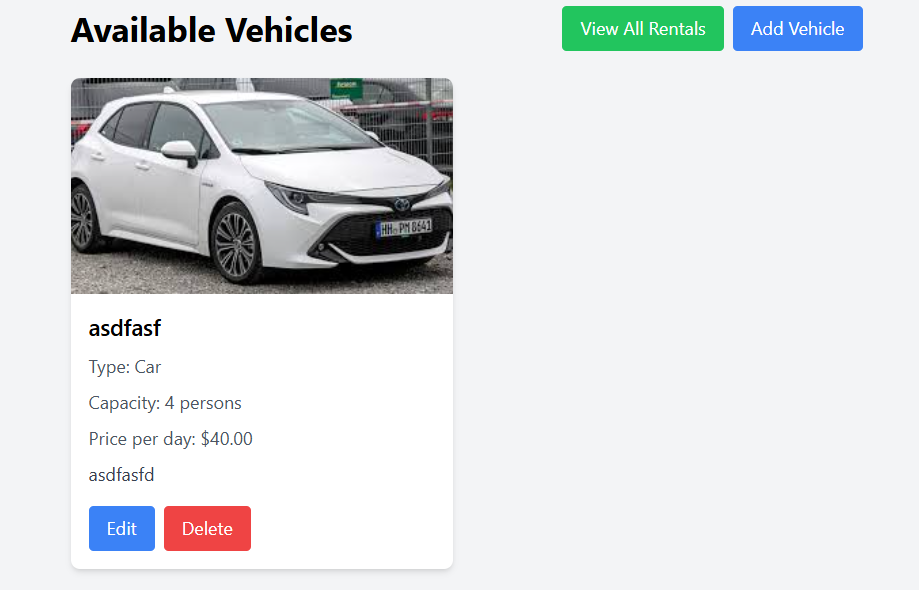 Available Vehicles
View All Rentals
Add Vehicle
HH PM 8641
asdfasf
Type: Car
Capacity: 4 persons
Price per day: $40.00
asdfasfd
Edit
Delete